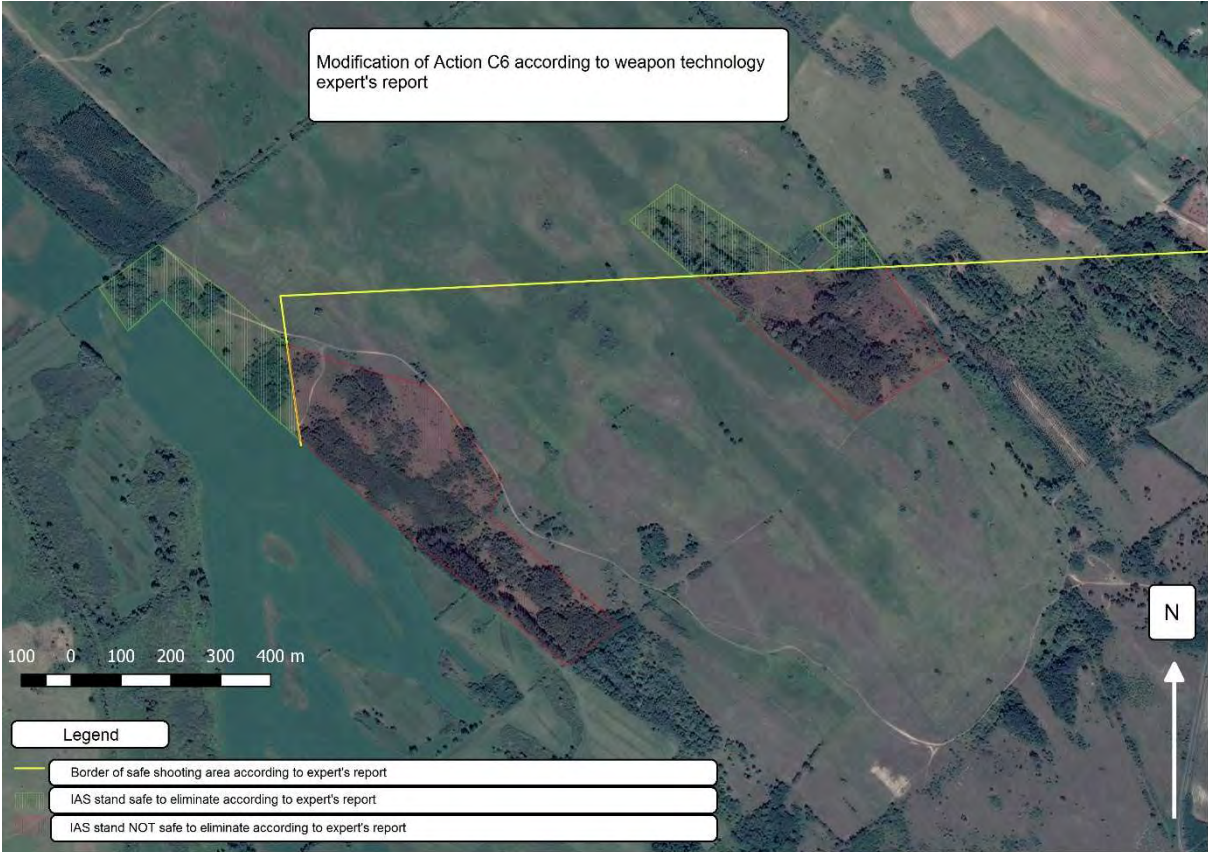 Modification of Action C6 according to weapon technology
expert's report
N
100 0 100 200 300 400 m
Legend
Border of safe shooting area according to expert's report
IAS stand safe to eliminate according to expert's report
IAS stand NOT safe to eliminate according to expert's report